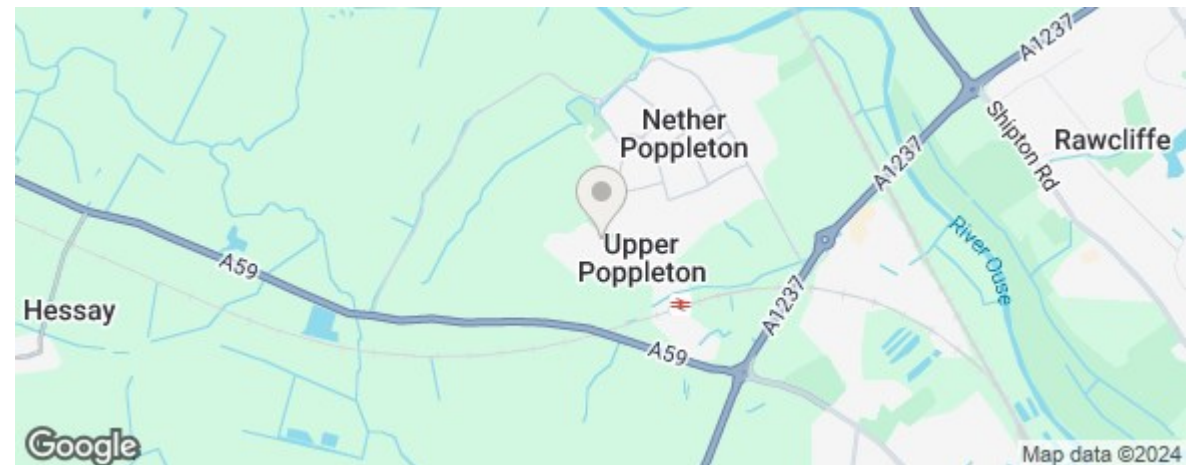 A1237
Nether
Poppleton
Shipton Rd
Rawcliffe
A1237
Upper
Poppleton
River Ouse
A59
Hessay
A1237
A59
Google
Map data ©2024